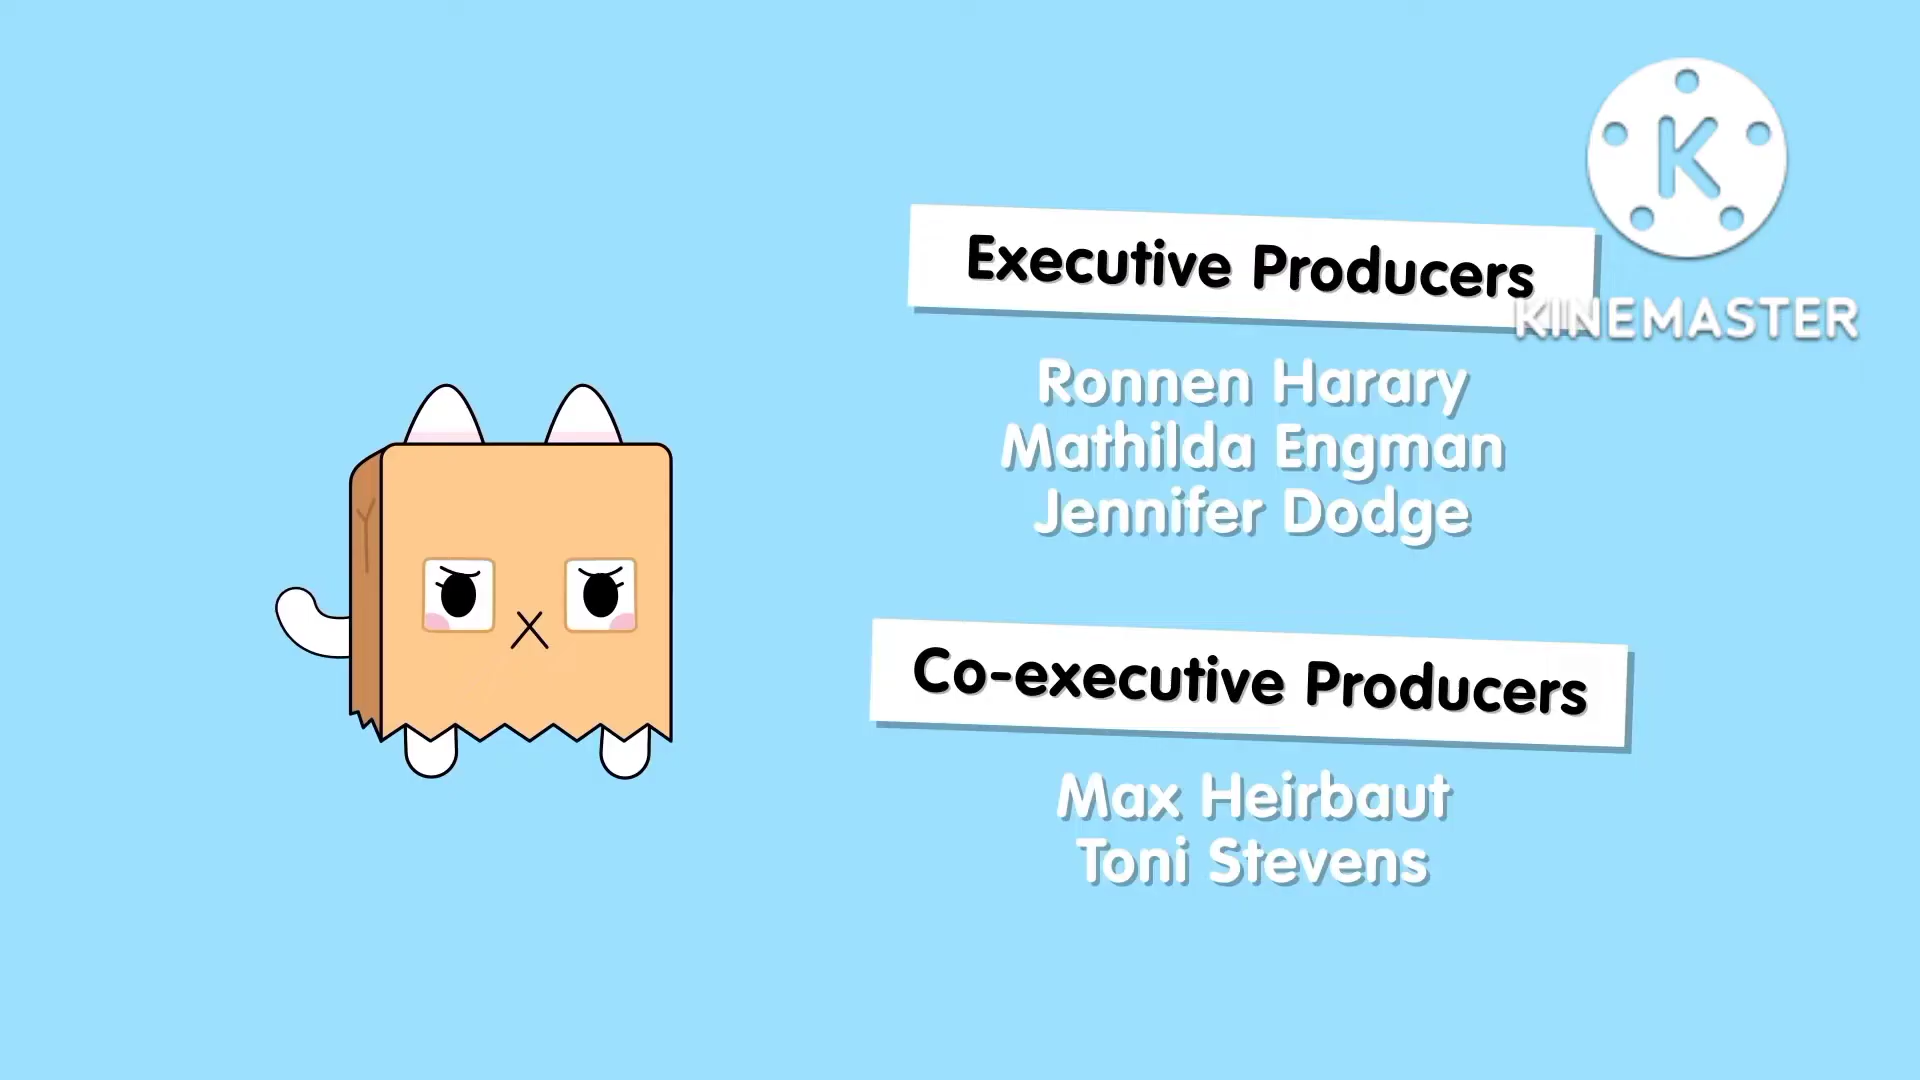 K
KINEMASTER
Executive Producers
Ronnen Harary
Mathilda Engman
Jennifer Dodge
Co-executive Producers
Max Heirbaut
Toni Stevens